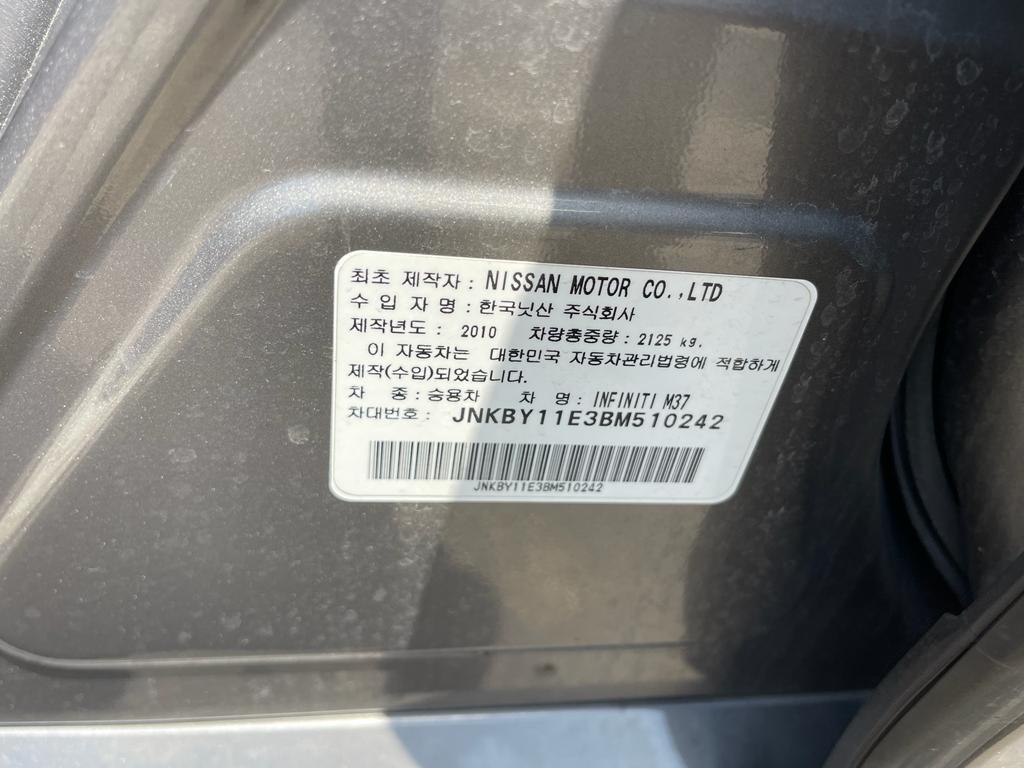 최초 제작자 : NISSAN MOTOR CO.,LTD
수 입 자 명 : 한국닛산 주식회사
제작년도 : 2010 차량총중량 : 2125 kg.
이 자동차는 대한민국 자동차관리법령에 적합하게
제작(수입)되었습니다.
차 종 : 승용차 차 명 : INFINITI M37
차대번호 : JNKBY11E3BM510242
JNKBY11E3BM510242